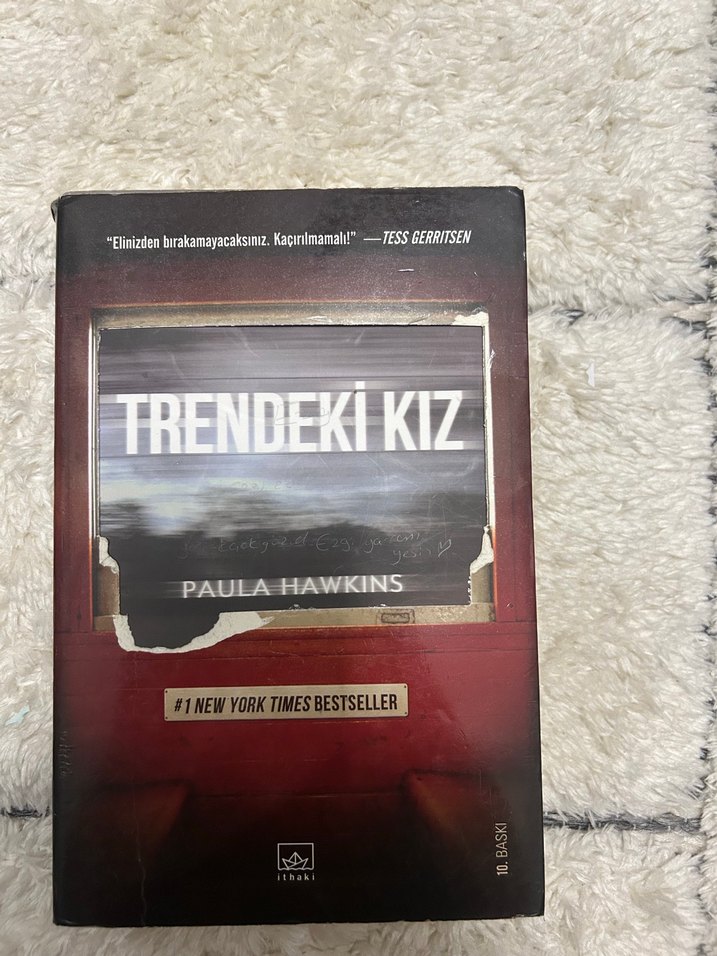 “Elinizden bırakamayacaksınız. Kaçırılmamalı!” —TESS GERRITSEN
TRENDEKİ KIZ
PAULA HAWKINS
#1 NEW YORK TIMES BESTSELLER
10. BASKI
ithaki